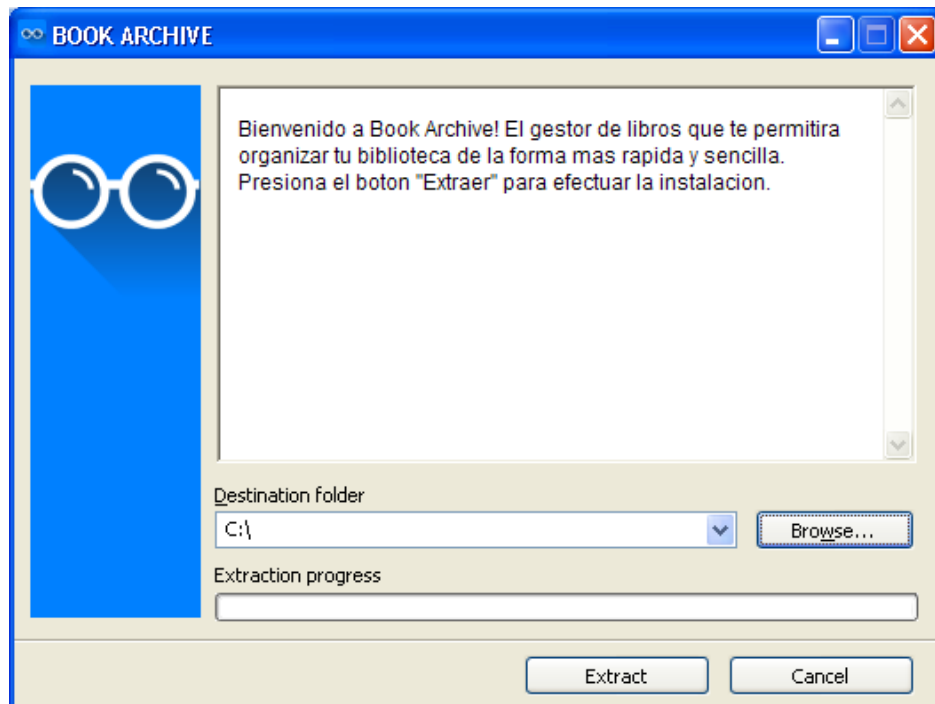 BOOK ARCHIVE
Bienvenido a Book Archive! El gestor de libros que te permitira
organizar tu biblioteca de la forma mas rapida y sencilla.
Presiona el boton "Extraer" para efectuar la instalacion.
Destination folder
C:\
Browse...
Extraction progress
Extract
Cancel